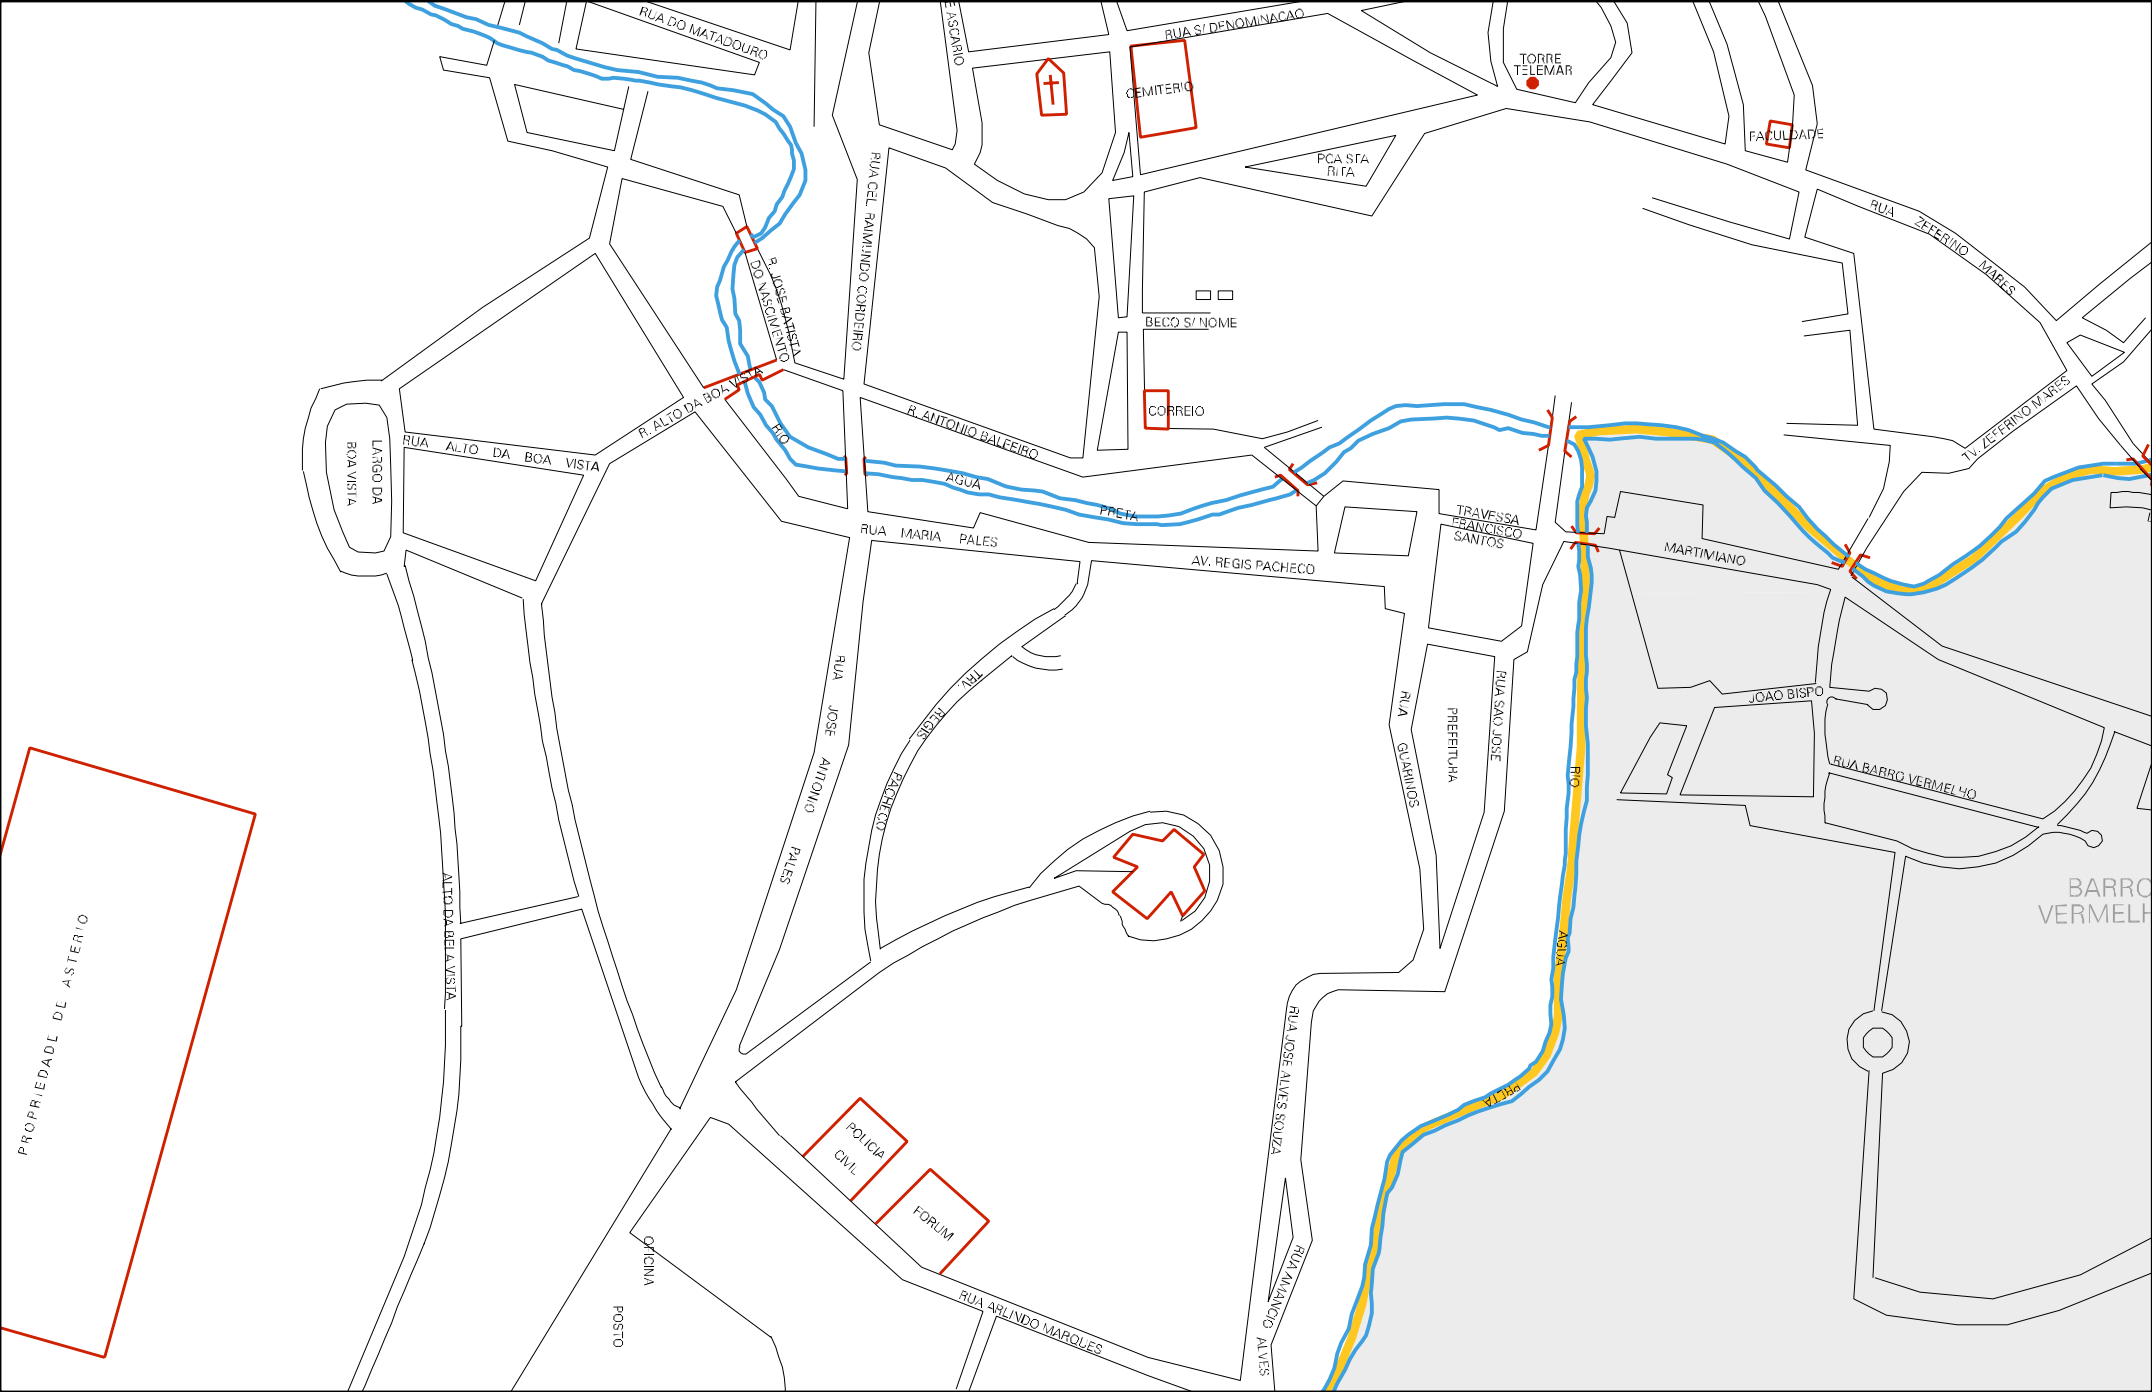 RUA DO MATADOURO
E ASCARIO
RUA S/ DENOMINACAO
TORRE
TELEMAR
CEMITERIO
FACULDADE
PCA STA
RITA
RUA CEL. RAIMUNDO CORDEIRO
RUA ZEFERINO MARES
R. JOSE BATISTA
DO NASCIMENTO
BECO S/ NOME
R. ALTO DA BOA VISTA
CORREIO
R. ANTONIO BALEEIRO
TV. ZEFERINO MARES
RIO
RUA ALTO DA BOA VISTA
LARGO DA
BOA VISTA
AGUA
PRETA
TRAVESSA
FRANCISCO
SANTOS
RUA MARIA PALES
AV. REGIS PACHECO
MARTIMIANO
RUA JOSE ANTONIO PALES
TRV. REGIS PACHECO
RUA GUARINOS
PREFEITURA
RUA SAO JOSE
JOAO BISPO
RUA BARRO VERMELHO
RIO
AGUA
PRETA
BARRO
VERMELH
ALTO DA BELA VISTA
PROPRIEDADE DE ASTERIO
RUA JOSE ALVES SOUZA
POLICIA
CIVIL
FORUM
OFICINA
POSTO
RUA ARLINDO MARQUES
RUA AMANCIO ALVES